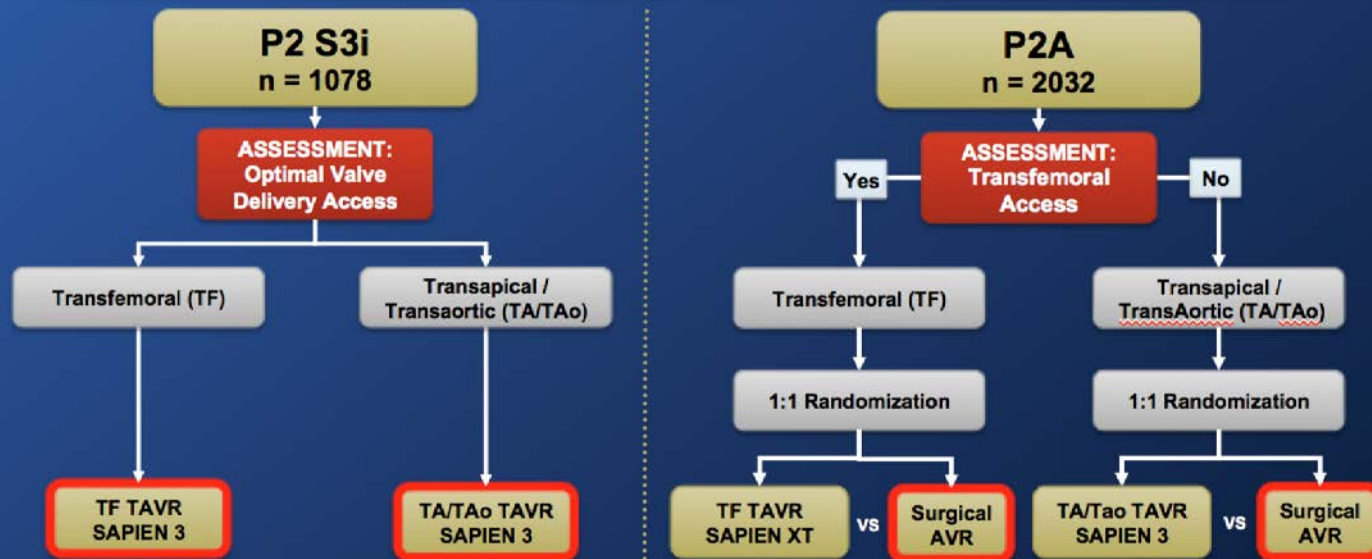 P2 S3i
n = 1078
ASSESSMENT:
Optimal Valve
Delivery Access
Transfemoral (TF)
Transapical /
Transaortic (TA/TAo)
TF TAVR
SAPIEN 3
TA/TAo TAVR
SAPIEN 3
P2A
n = 2032
ASSESSMENT:
Transfemoral
Access
Yes
No
Transfemoral (TF)
Transapical /
TransAortic (TA/TAo)
1:1 Randomization
1:1 Randomization
TF TAVR
SAPIEN XT
vs
Surgical
AVR
TA/Tao TAVR
SAPIEN 3
vs
Surgical
AVR